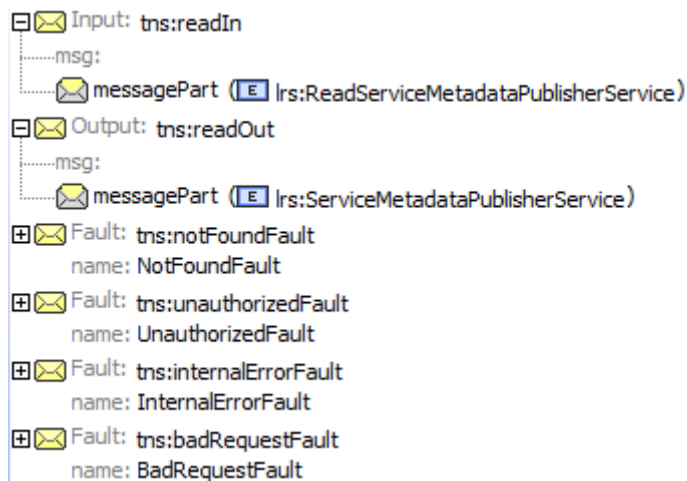 Input: tns:readIn
msg:
messagePart (E lrs:ReadServiceMetadataPublisherService)
Output: tns:readOut
msg:
messagePart (E lrs:ServiceMetadataPublisherService)
Fault: tns:notFoundFault
name: NotFoundFault
Fault: tns:unauthorizedFault
name: UnauthorizedFault
Fault: tns:internalErrorFault
name: InternalErrorFault
Fault: tns:badRequestFault
name: BadRequestFault